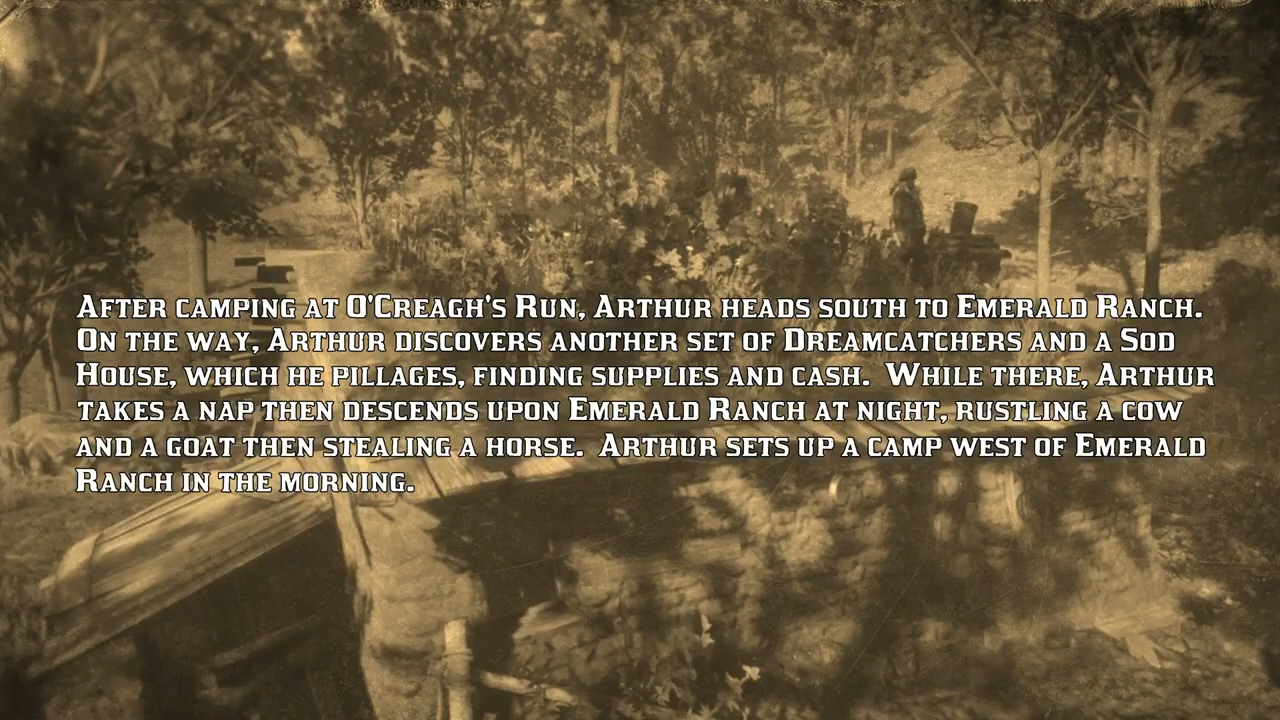 After camping at O'Creagh's Run, Arthur heads south to Emerald Ranch.
On the way, Arthur discovers another set of Dreamcatchers and a Sod
House, which he pillages, finding supplies and cash.  While there, Arthur
takes a nap then descends upon Emerald Ranch at night, rustling a cow
and a goat then stealing a horse.  Arthur sets up a camp west of Emerald
Ranch in the morning.